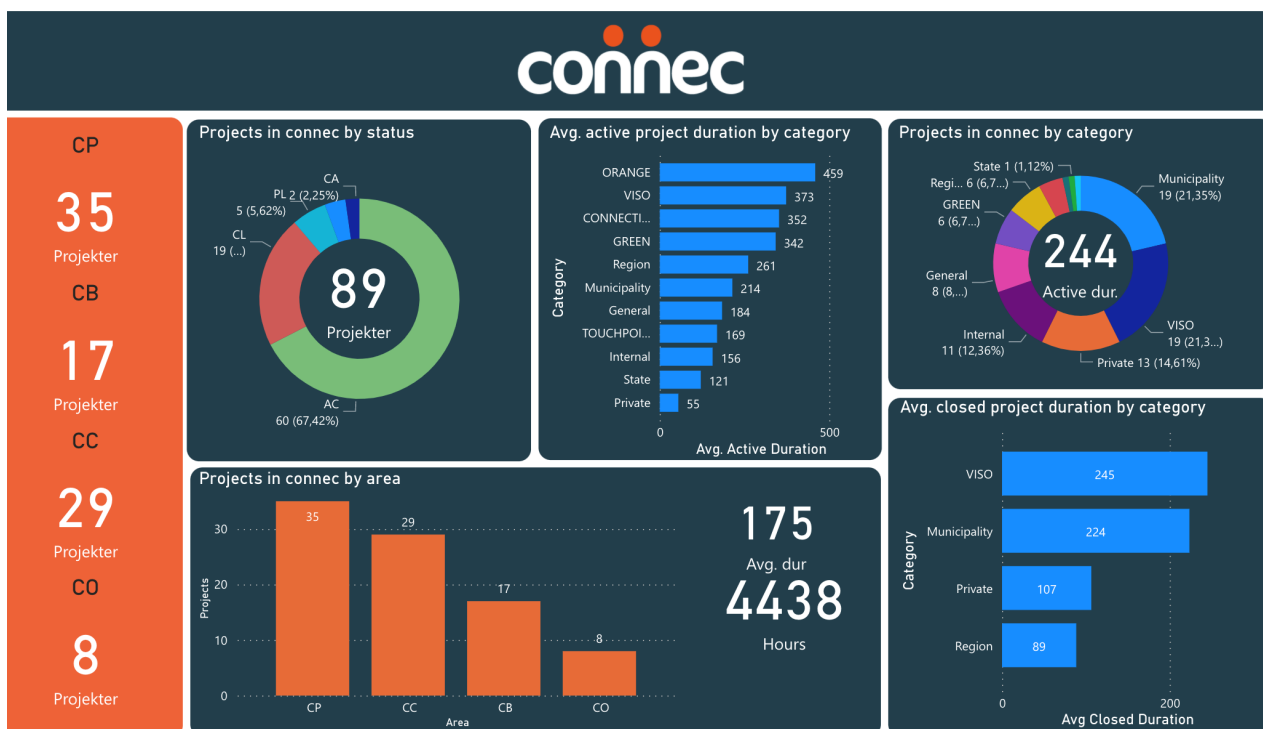 connec
CP
35
Projekter
CB
17
Projekter
CC
29
Projekter
CO
8
Projekter
Projects in connec by status
CA
PL 2 (2,25%)
5 (5,62%)
CL
19 (...)
89
Projekter
AC
60 (67,42%)
Avg. active project duration by category
Category
ORANGE 459
VISO 373
CONNECTI... 352
GREEN 342
Region 261
Municipality 214
General 184
TOUCHPOI... 169
Internal 156
State 121
Private 55
0 500
Avg. Active Duration
Projects in connec by category
State 1 (1,12%)
Regi... 6 (6,7...)
GREEN
6 (6,7...)
General
8 (8,...)
Internal
11 (12,36%)
Municipality
19 (21,35%)
VISO
19 (21,3...)
Private 13 (14,61%)
244
Active dur.
Projects in connec by area
Projects
30
20
10
0
35
29
17
8
CP CC CB CO
Area
175
Avg. dur
4438
Hours
Avg. closed project duration by category
Category
VISO 245
Municipality 224
Private 107
Region 89
0 200
Avg Closed Duration